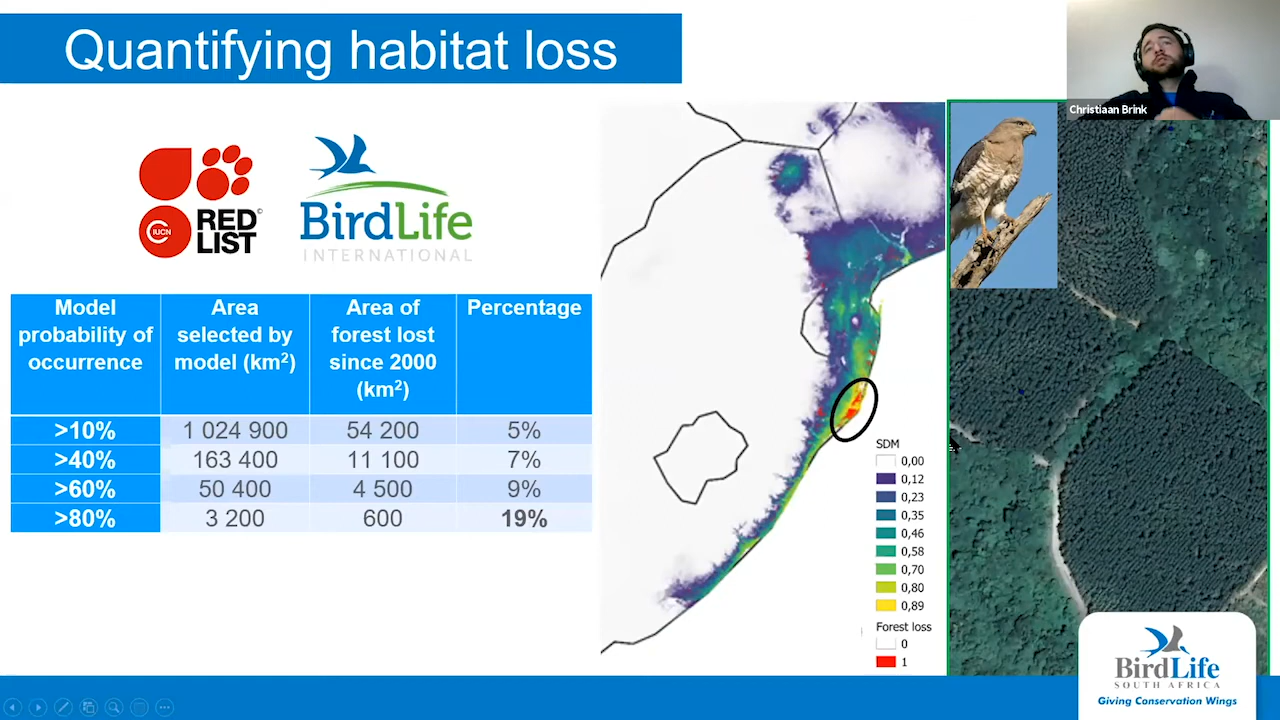 Quantifying habitat loss
Christiaan Brink
IUCN
RED
LIST
BirdLife
INTERNATIONAL
Model
probability of
occurrence
Area
selected by
model (km²)
Area of
forest lost
since 2000
(km²)
Percentage
>10% 1 024 900 54 200 5%
>40% 163 400 11 100 7%
>60% 50 400 4 500 9%
>80% 3 200 600 19%
SDM
0,00
0,12
0,23
0,35
0,46
0,58
0,70
0,80
0,89
Forest loss
0
1
BirdLife
SOUTH AFRICA
Giving Conservation Wings